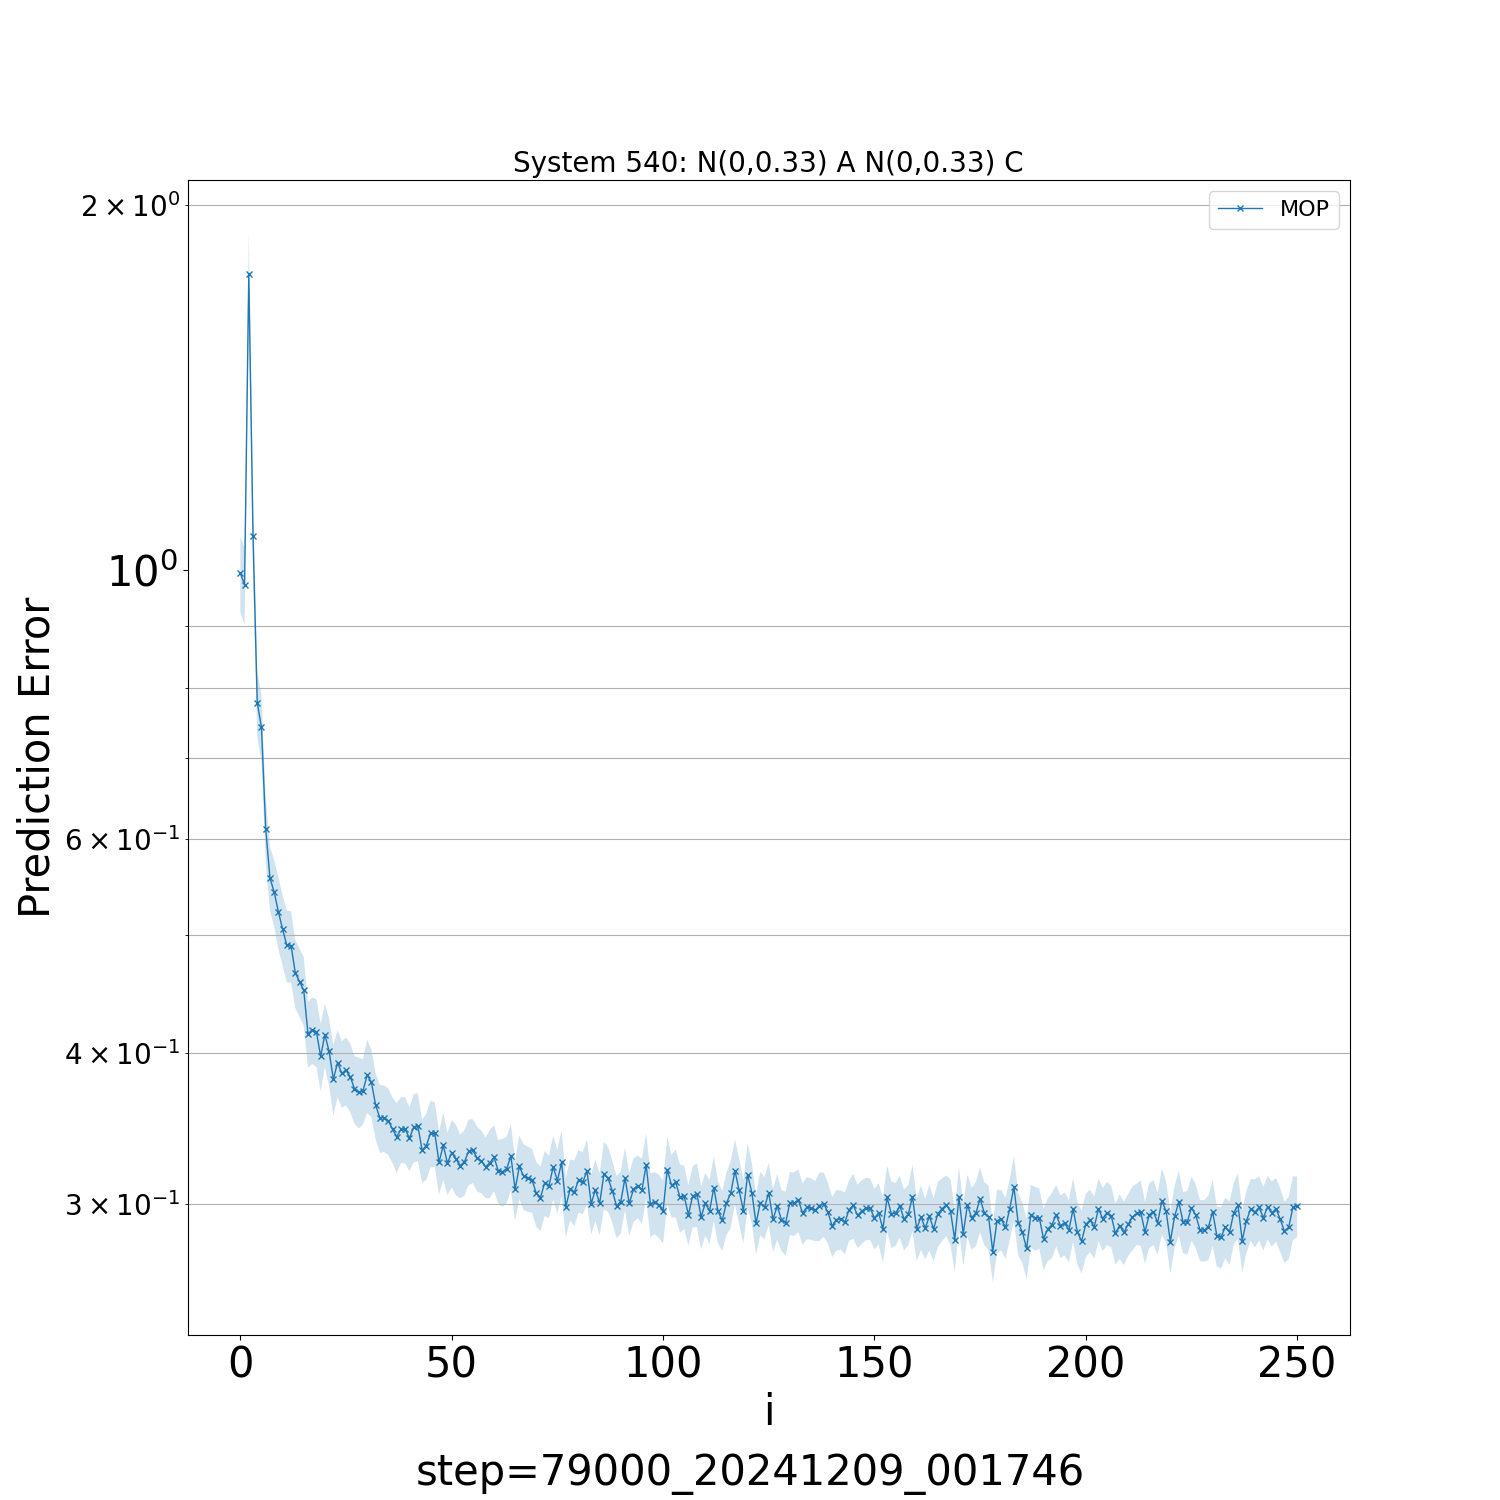 System 540: N(0,0.33) A N(0,0.33) C
MOP
2 × 10⁰
10⁰
6 × 10⁻¹
4 × 10⁻¹
3 × 10⁻¹
Prediction Error
0 50 100 150 200 250
i
step=79000_20241209_001746